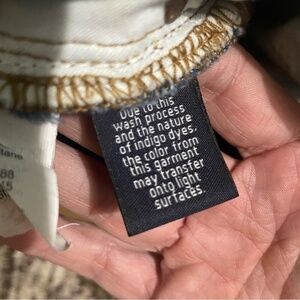 Due to this
wash process
and the nature
of indigo dyes,
the color from
this garment
may transfer
onto light
surfaces.
88